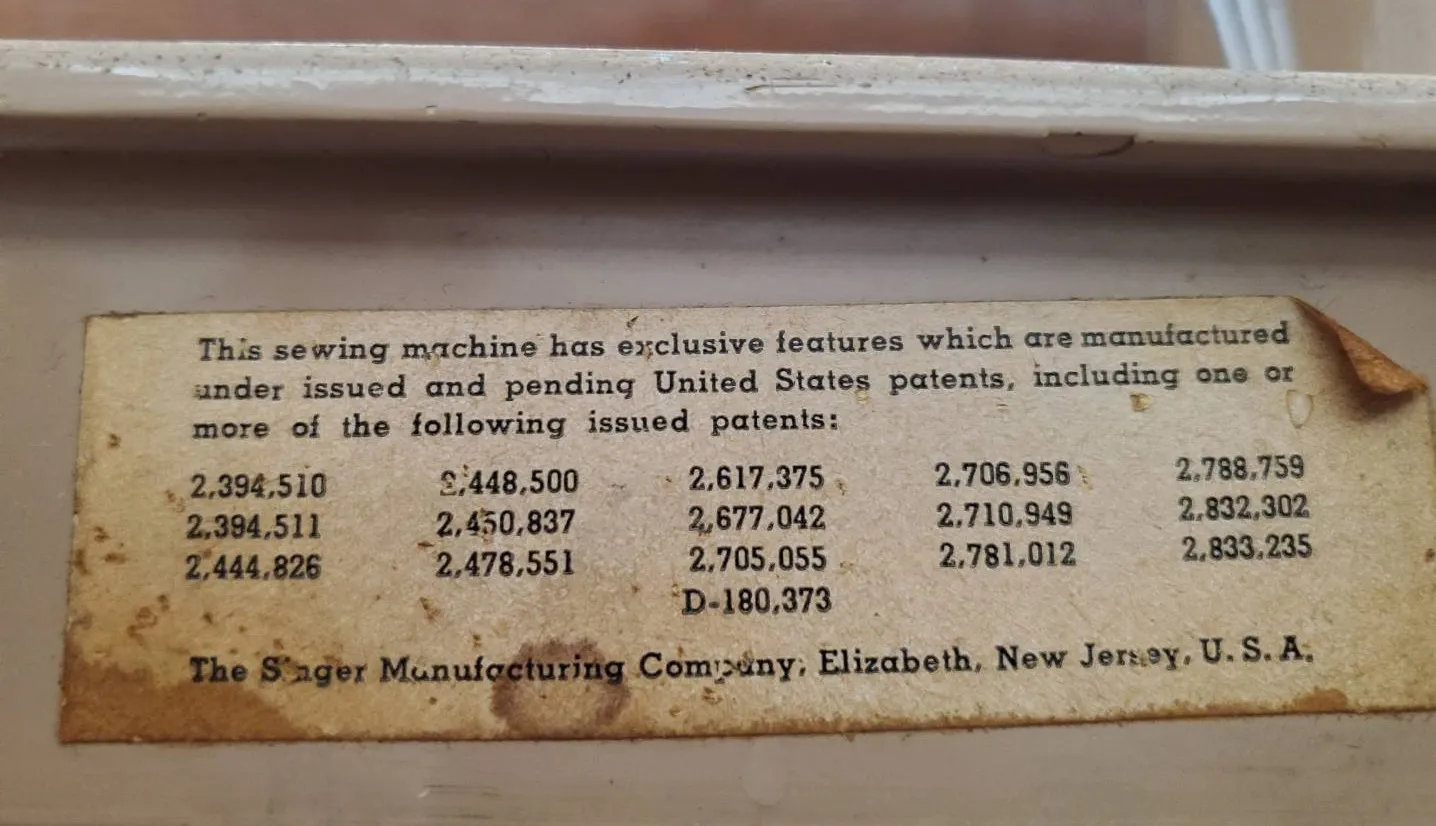 This sewing machine has exclusive features which are manufactured
under issued and pending United States patents, including one or
more of the following issued patents:
2,394,510 2,448,500 2,617,375 2,706,956 2,788,759
2,394,511 2,450,837 2,677,042 2,710,949 2,832,302
2,444,826 2,478,551 2,705,055 2,781,012 2,833,235
D-180,373
The Singer Manufacturing Company, Elizabeth, New Jersey, U. S. A.